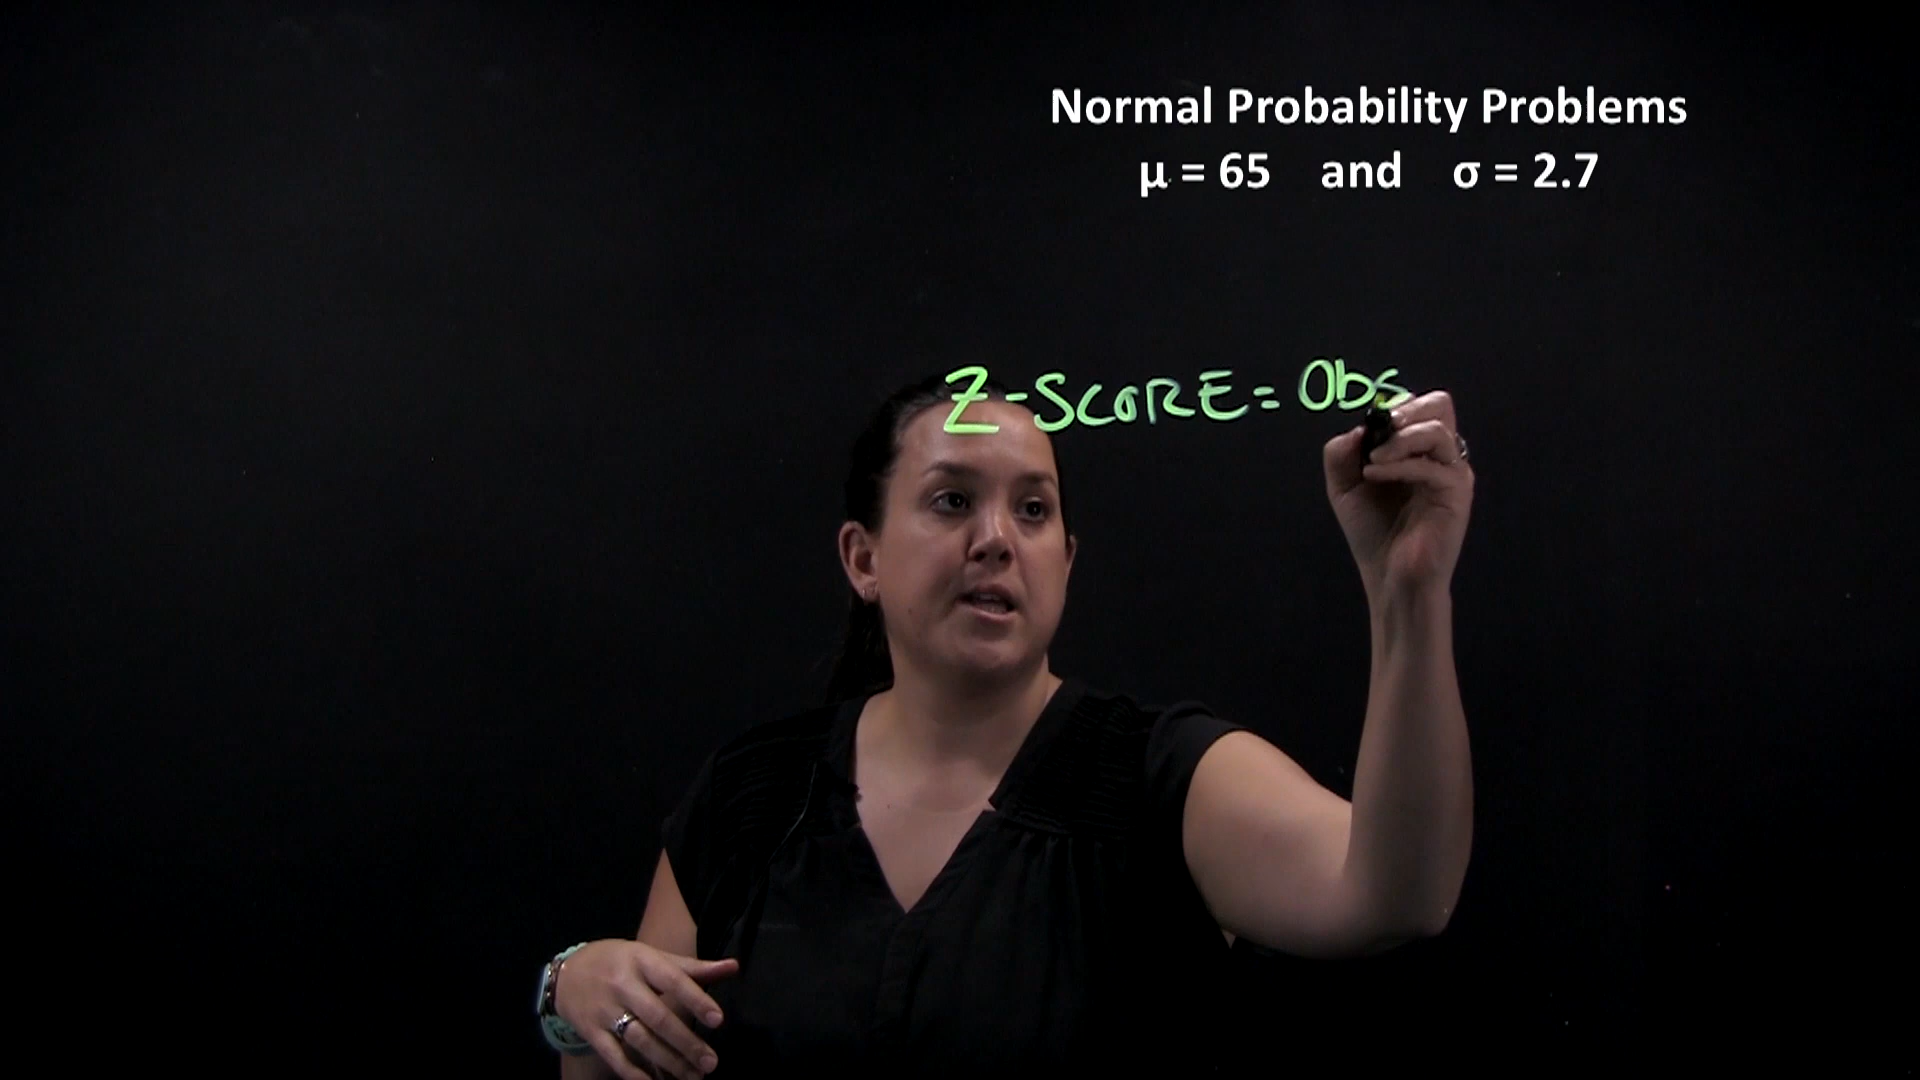 Normal Probability Problems
μ = 65 and σ = 2.7
Z-SCORE = Obs